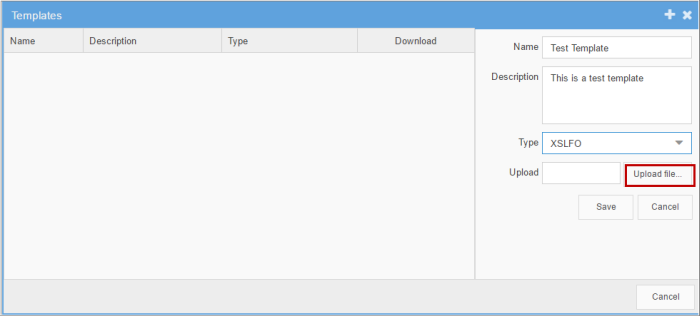 Templates
Name Description Type Download
Name Test Template
Description This is a test template
Type XSLFO
Upload Upload file...
Save Cancel
Cancel